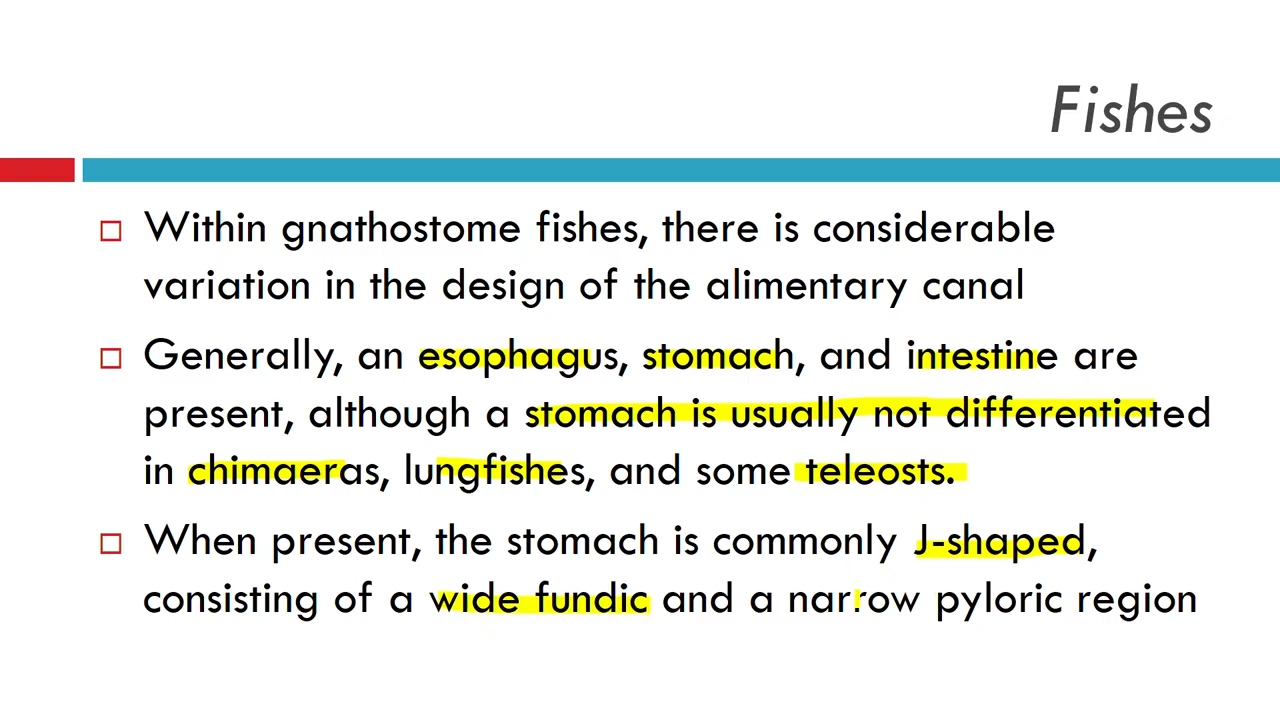 Fishes
Within gnathostome fishes, there is considerable
variation in the design of the alimentary canal
Generally, an esophagus, stomach, and intestine are
present, although a stomach is usually not differentiated
in chimaeras, lungfishes, and some teleosts.
When present, the stomach is commonly J-shaped,
consisting of a wide fundic and a narrow pyloric region